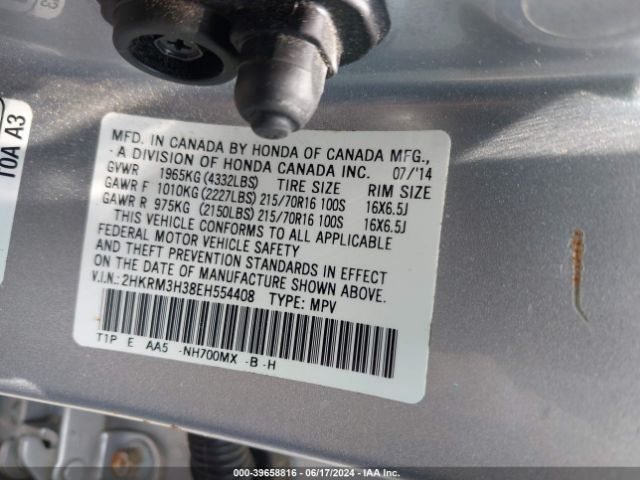 MFD. IN CANADA BY HONDA OF CANADA MFG.,
- A DIVISION OF HONDA CANADA INC. 07/'14
GVWR 1965KG (4332LBS) TIRE SIZE RIM SIZE
GAWR F 1010KG (2227LBS) 215/70R16 100S 16X6.5J
GAWR R 975KG (2150LBS) 215/70R16 100S 16X6.5J
THIS VEHICLE CONFORMS TO ALL APPLICABLE
FEDERAL MOTOR VEHICLE SAFETY
AND THEFT PREVENTION STANDARDS IN EFFECT
ON THE DATE OF MANUFACTURE SHOWN ABOVE.
V.I.N.: 2HKRM3H38EH554408 TYPE: MPV
T1P E AA5 -NH700MX -B -H
T0A A3
000-39658816 | 06/17/2024 | IAA Inc.